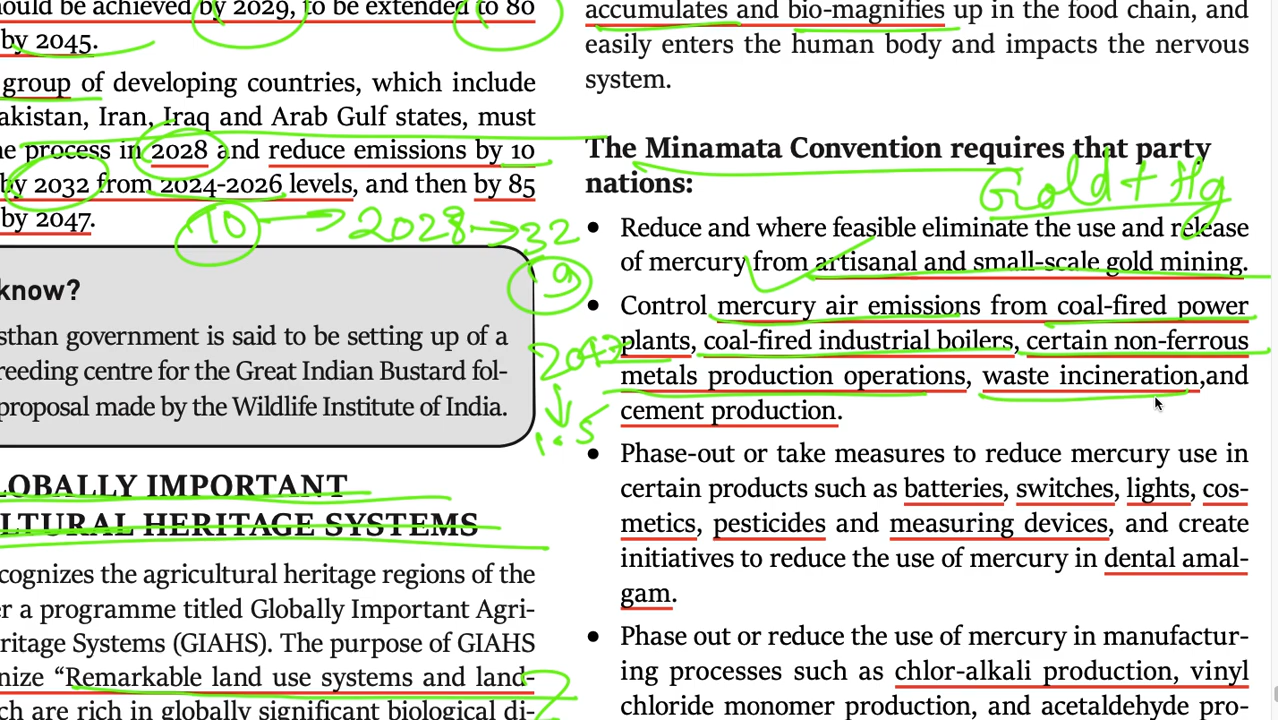 ould be achieved by 2029, to be extended to 80
by 2045.
group of developing countries, which include
akistan, Iran, Iraq and Arab Gulf states, must
e process in 2028 and reduce emissions by 10
by 2032 from 2024-2026 levels, and then by 85
by 2047.
10 → 2028 → 32
9
2047
1.5
know?
sthan government is said to be setting up of a
reeding centre for the Great Indian Bustard fol-
proposal made by the Wildlife Institute of India.
LOBALLY IMPORTANT
LTURAL HERITAGE SYSTEMS
cognizes the agricultural heritage regions of the
er a programme titled Globally Important Agri-
ritage Systems (GIAHS). The purpose of GIAHS
nize “Remarkable land use systems and land-
ch are rich in globally significant biological di-
accumulates and bio-magnifies up in the food chain, and
easily enters the human body and impacts the nervous
system.
The Minamata Convention requires that party
nations:
Gold + Hg
• Reduce and where feasible eliminate the use and release
of mercury from artisanal and small-scale gold mining.
• Control mercury air emissions from coal-fired power
plants, coal-fired industrial boilers, certain non-ferrous
metals production operations, waste incineration,and
cement production.
• Phase-out or take measures to reduce mercury use in
certain products such as batteries, switches, lights, cos-
metics, pesticides and measuring devices, and create
initiatives to reduce the use of mercury in dental amal-
gam.
• Phase out or reduce the use of mercury in manufactur-
ing processes such as chlor-alkali production, vinyl
chloride monomer production, and acetaldehyde pro-